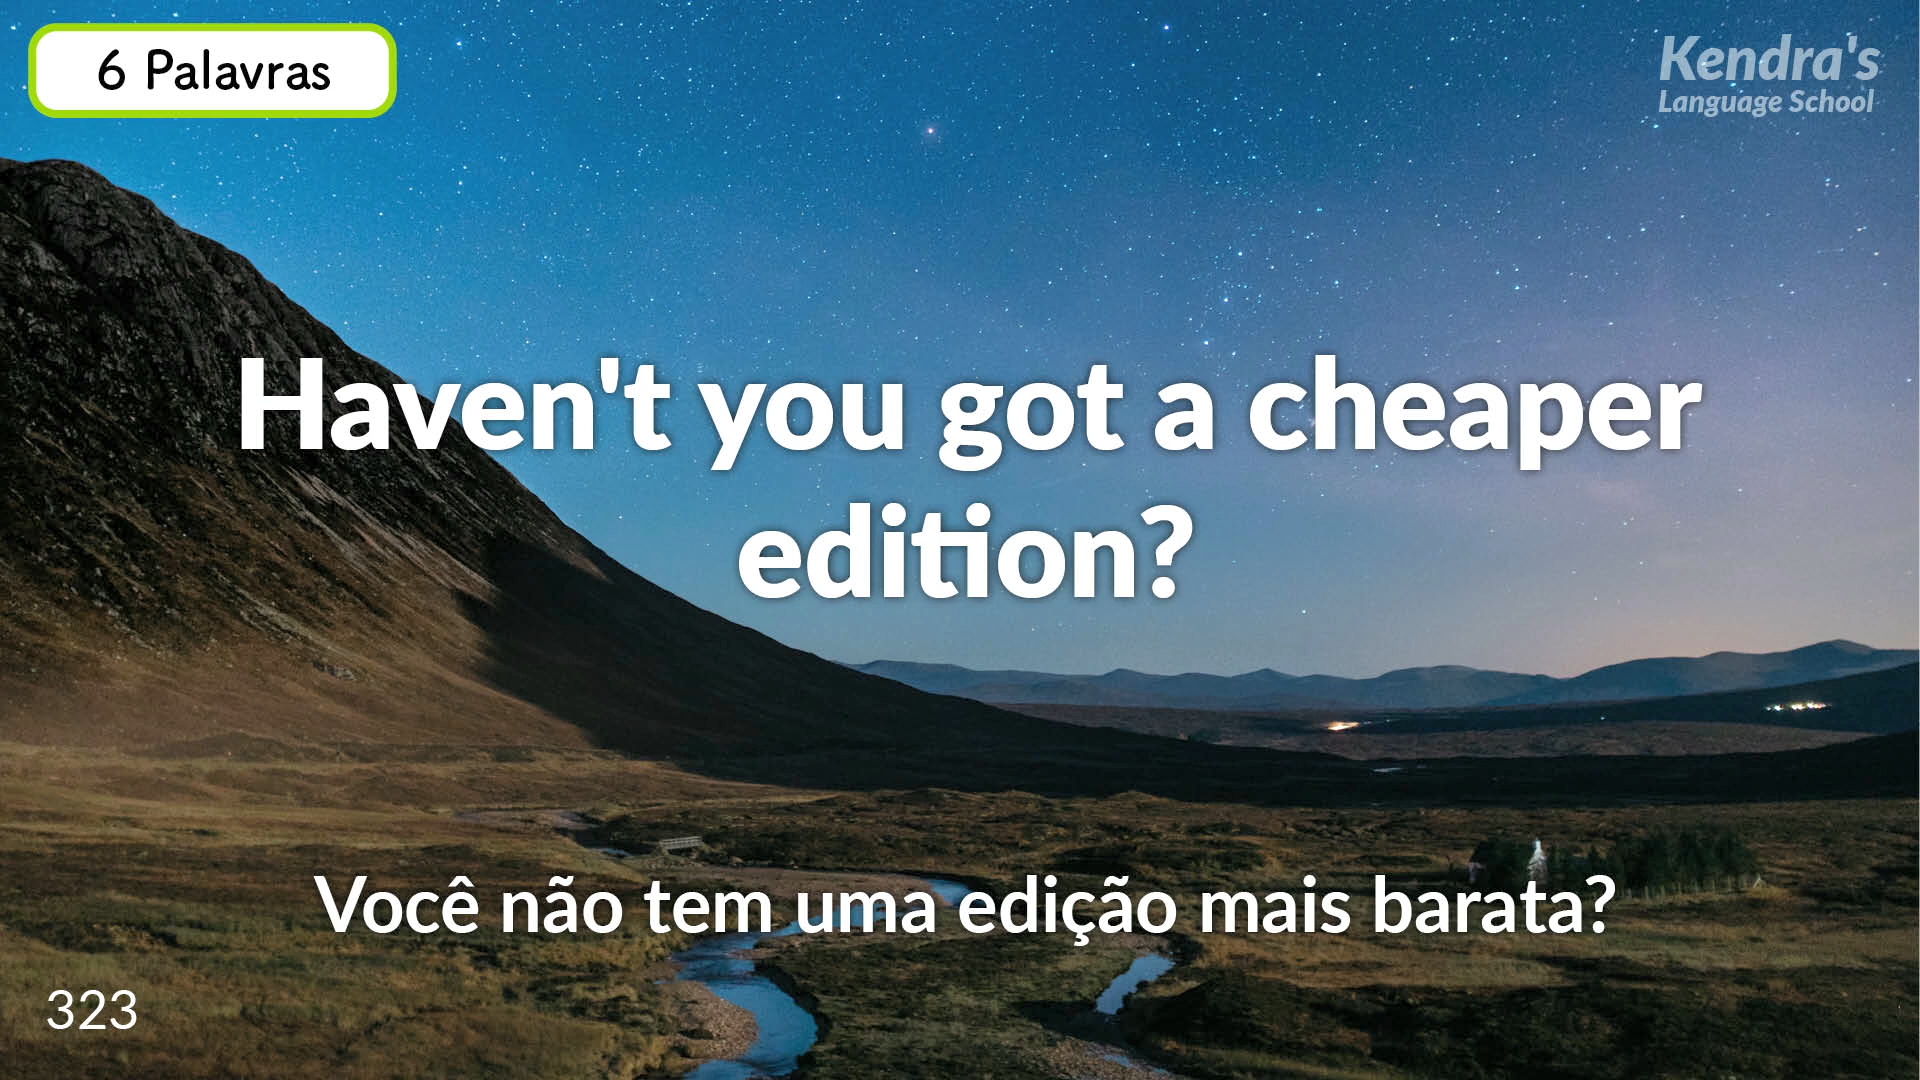 6 Palavras
Kendra's
Language School
Haven't you got a cheaper
edition?
Você não tem uma edição mais barata?
323